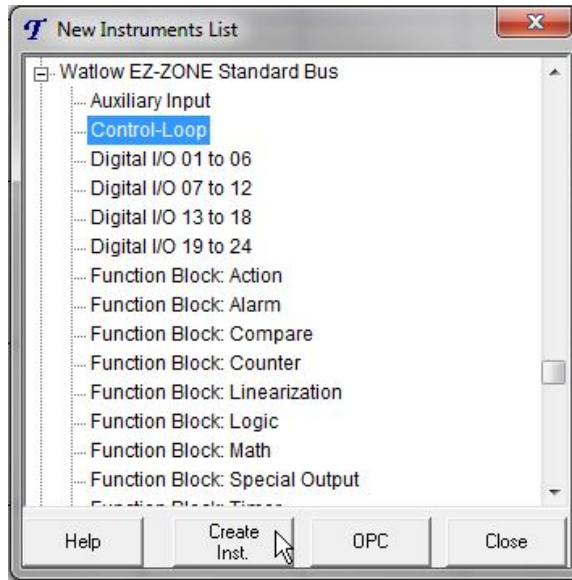 T New Instruments List
Watlow EZ-ZONE Standard Bus
Auxiliary Input
Control-Loop
Digital I/O 01 to 06
Digital I/O 07 to 12
Digital I/O 13 to 18
Digital I/O 19 to 24
Function Block: Action
Function Block: Alarm
Function Block: Compare
Function Block: Counter
Function Block: Linearization
Function Block: Logic
Function Block: Math
Function Block: Special Output
Function Block: Timer
Help
Create
Inst.
OPC
Close